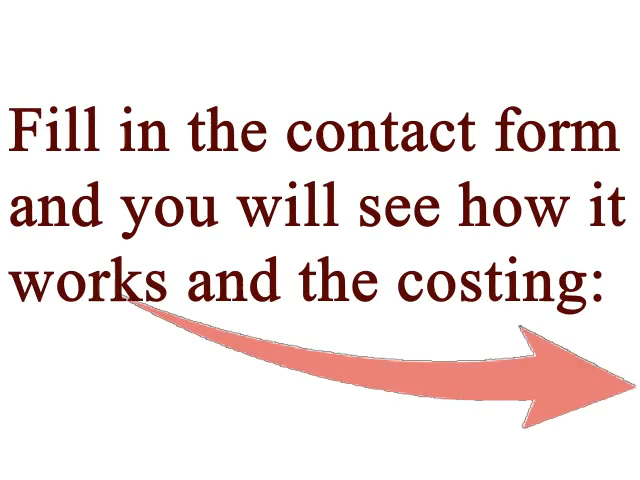 Fill in the contact form
and you will see how it
works and the costing: